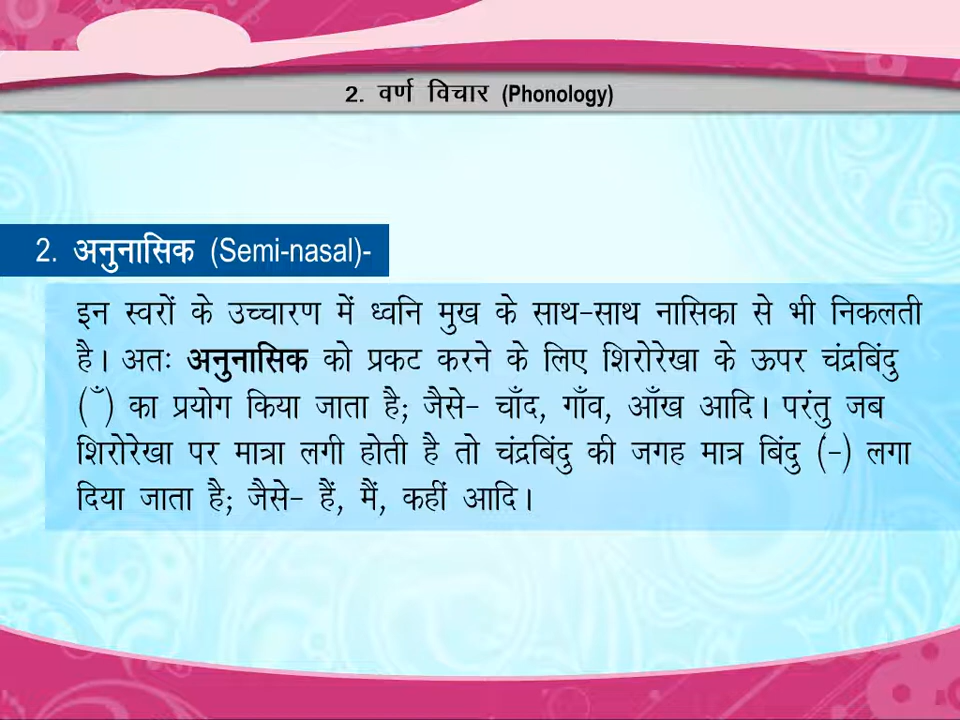 2. वर्ण विचार (Phonology)
2. अनुनासिक (Semi-nasal)-
इन स्वरों के उच्चारण में ध्वनि मुख के साथ-साथ नासिका से भी निकलती
है। अतः अनुनासिक को प्रकट करने के लिए शिरोरेखा के ऊपर चंद्रबिंदु
(ँ) का प्रयोग किया जाता है; जैसे- चाँद, गाँव, आँख आदि। परंतु जब
शिरोरेखा पर मात्रा लगी होती है तो चंद्रबिंदु की जगह मात्र बिंदु (-ं) लगा
दिया जाता है; जैसे- हैं, मैं, कहीं आदि।